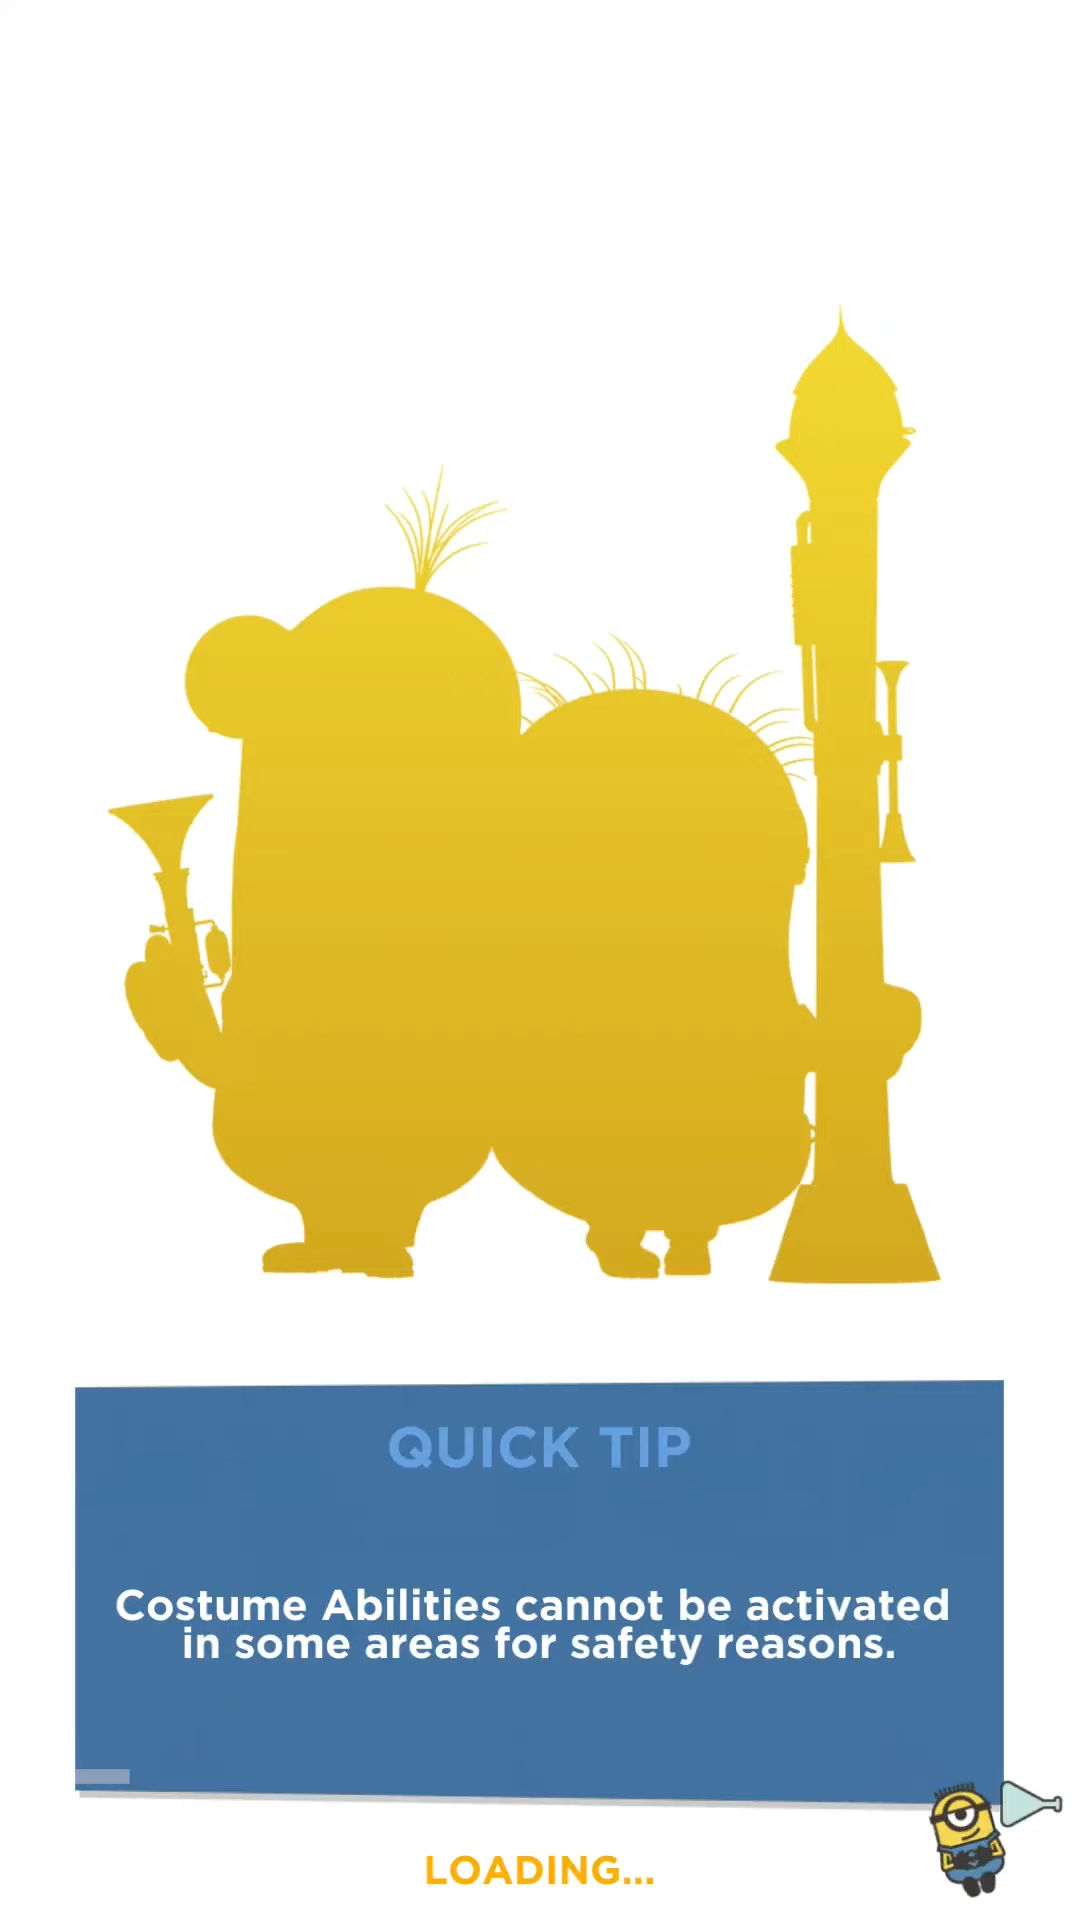 QUICK TIP
Costume Abilities cannot be activated
in some areas for safety reasons.
LOADING...